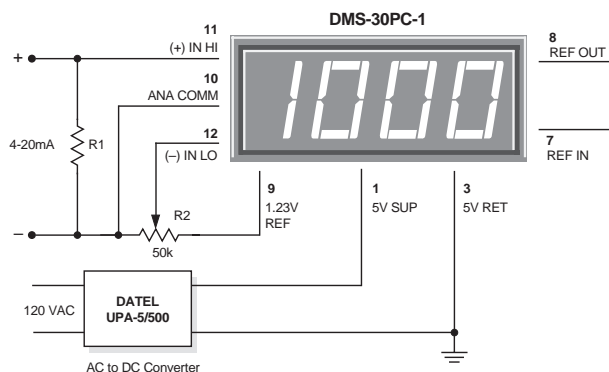 DMS-30PC-1
11
(+) IN HI
8
REF OUT
+
10
ANA COMM
1000
4-20mA
R1
12
(–) IN LO
7
REF IN
9
1.23V
REF
1
5V SUP
3
5V RET
–
R2
50k
120 VAC
DATEL
UPA-5/500
AC to DC Converter